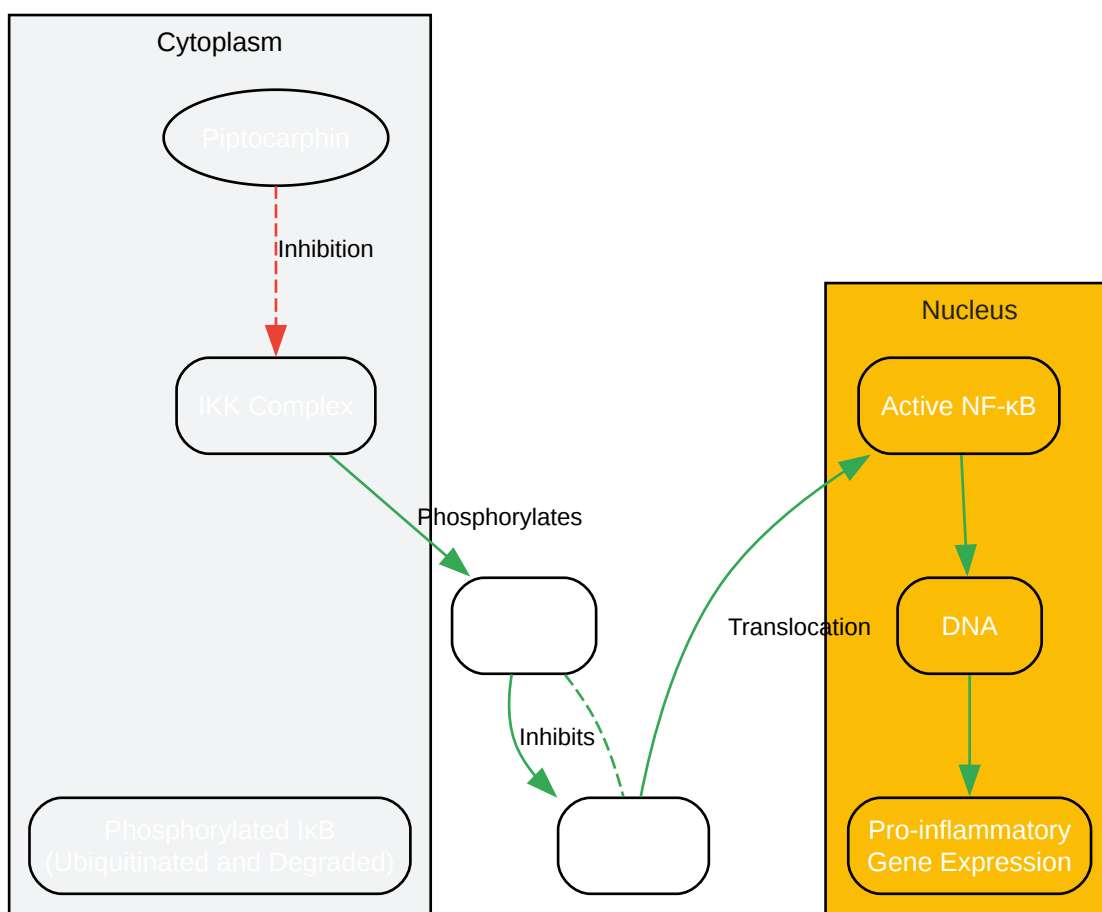 Cytoplasm
Piptocarphin
Inhibition
Nucleus
IKK Complex
Active NF-κB
Phosphorylates
Translocation
DNA
Inhibits
Phosphorylated IκB
(Ubiquitinated and Degraded)
Pro-inflammatory
Gene Expression